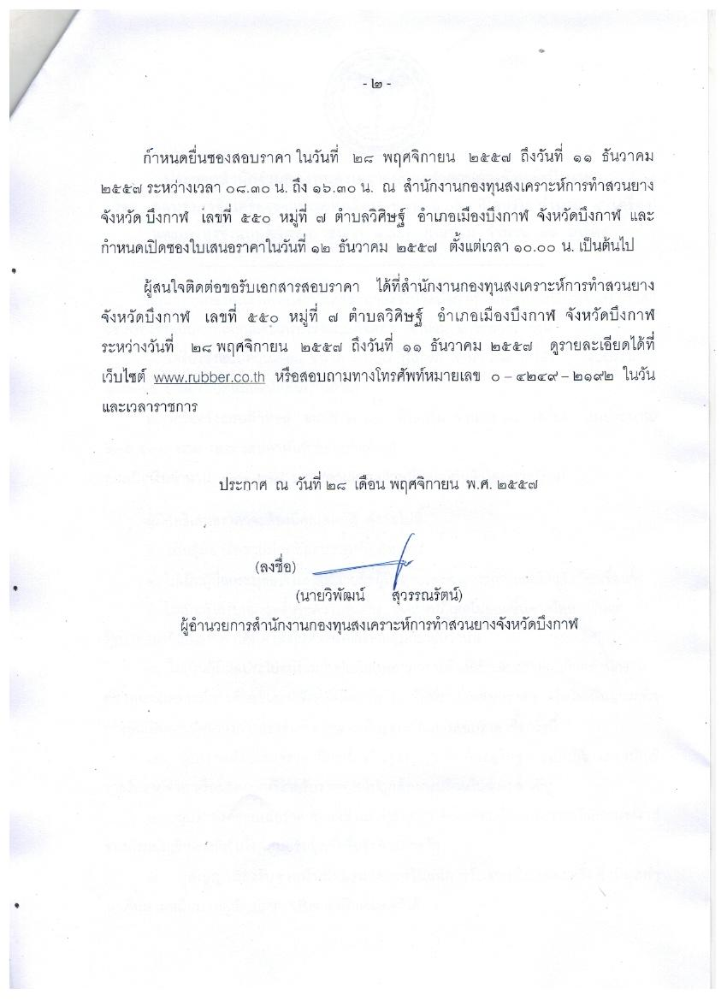 - ๒ -
กำหนดยื่นซองสอบราคา ในวันที่ ๒๘ พฤศจิกายน ๒๕๕๗ ถึงวันที่ ๑๑ ธันวาคม
๒๕๕๗ ระหว่างเวลา ๐๘.๓๐ น. ถึง ๑๖.๓๐ น. ณ สำนักงานกองทุนสงเคราะห์การทำสวนยาง
จังหวัด บึงกาฬ เลขที่ ๕๕๐ หมู่ที่ ๗ ตำบลวิศิษฐ์ อำเภอเมืองบึงกาฬ จังหวัดบึงกาฬ และ
กำหนดเปิดซองใบเสนอราคาในวันที่ ๑๒ ธันวาคม ๒๕๕๗ ตั้งแต่เวลา ๑๐.๐๐ น. เป็นต้นไป
ผู้สนใจติดต่อขอรับเอกสารสอบราคา ได้ที่สำนักงานกองทุนสงเคราะห์การทำสวนยาง
จังหวัดบึงกาฬ เลขที่ ๕๕๐ หมู่ที่ ๗ ตำบลวิศิษฐ์ อำเภอเมืองบึงกาฬ จังหวัดบึงกาฬ
ระหว่างวันที่ ๒๘ พฤศจิกายน ๒๕๕๗ ถึงวันที่ ๑๑ ธันวาคม ๒๕๕๗ ดูรายละเอียดได้ที่
เว็บไซต์ www.rubber.co.th หรือสอบถามทางโทรศัพท์หมายเลข ๐ – ๔๒๔๙ – ๒๑๙๒ ในวัน
และเวลาราชการ
ประกาศ ณ วันที่ ๒๘ เดือน พฤศจิกายน พ.ศ. ๒๕๕๗
(ลงชื่อ)
(นายวิพัฒน์ สุวรรณรัตน์)
ผู้อำนวยการสำนักงานกองทุนสงเคราะห์การทำสวนยางจังหวัดบึงกาฬ